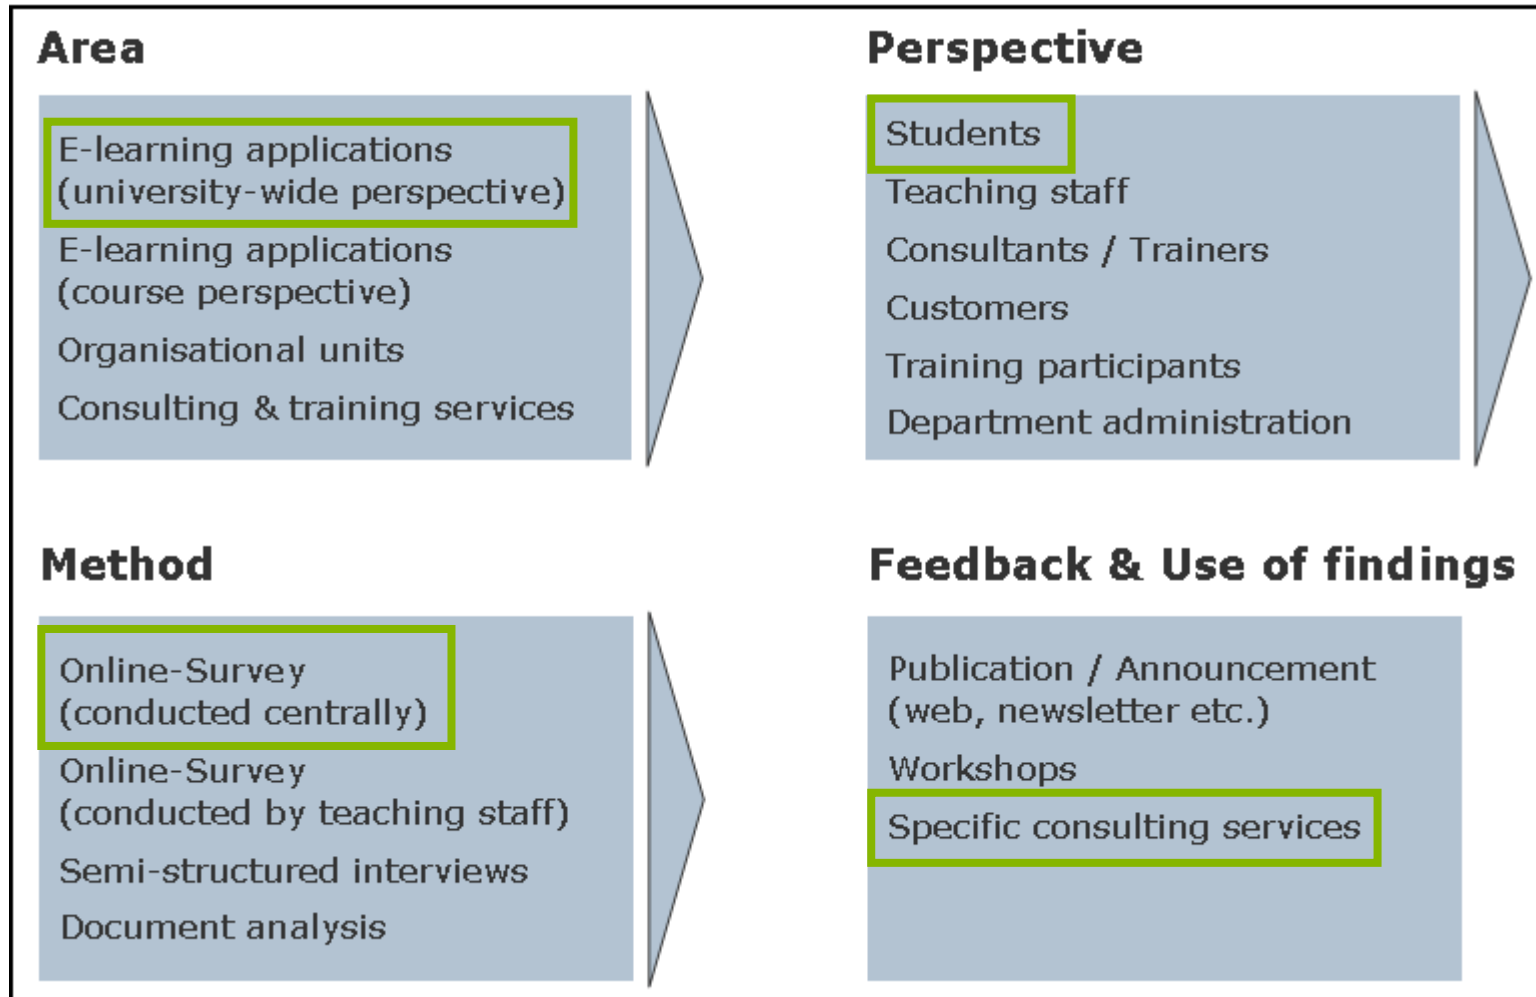 Area
E-learning applications
(university-wide perspective)
E-learning applications
(course perspective)
Organisational units
Consulting & training services
Perspective
Students
Teaching staff
Consultants / Trainers
Customers
Training participants
Department administration
Method
Online-Survey
(conducted centrally)
Online-Survey
(conducted by teaching staff)
Semi-structured interviews
Document analysis
Feedback & Use of findings
Publication / Announcement
(web, newsletter etc.)
Workshops
Specific consulting services